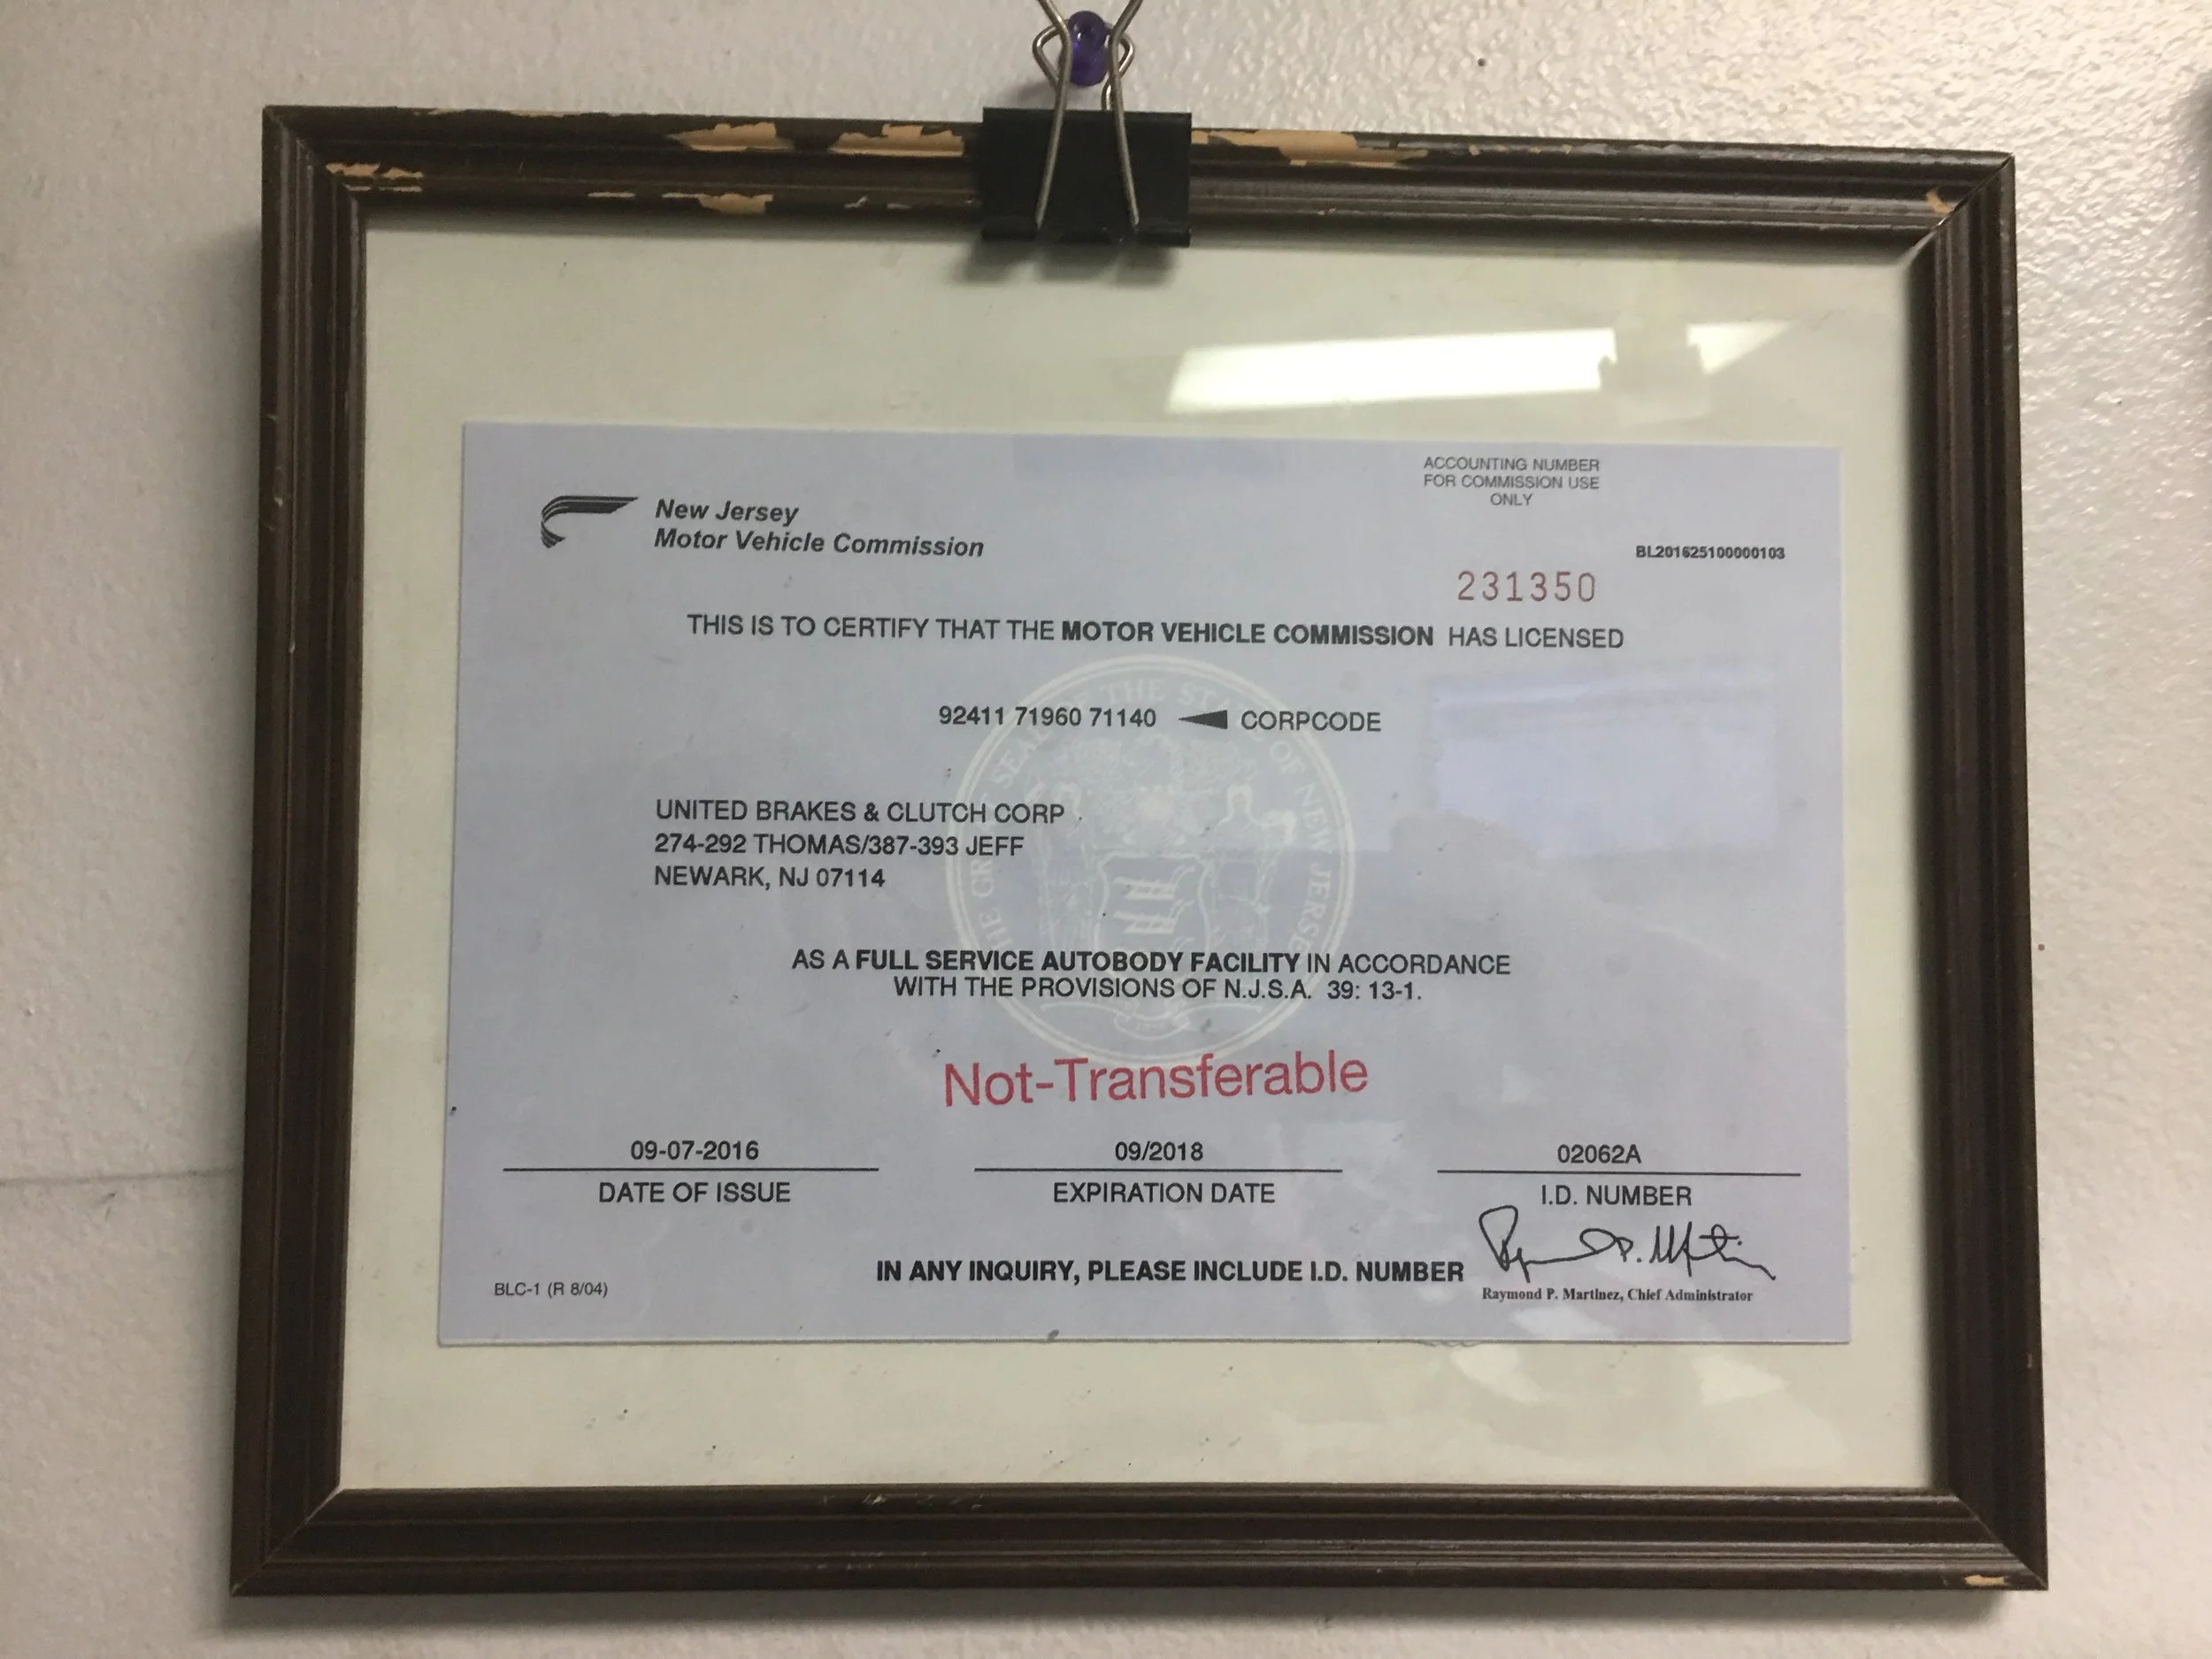 New Jersey
Motor Vehicle Commission
ACCOUNTING NUMBER
FOR COMMISSION USE
ONLY
BL201625100000103
231350
THIS IS TO CERTIFY THAT THE MOTOR VEHICLE COMMISSION HAS LICENSED
92411 71960 71140 CORPCODE
UNITED BRAKES & CLUTCH CORP
274-292 THOMAS/387-393 JEFF
NEWARK, NJ 07114
AS A FULL SERVICE AUTOBODY FACILITY IN ACCORDANCE
WITH THE PROVISIONS OF N.J.S.A. 39: 13-1.
Not-Transferable
09-07-2016 09/2018 02062A
DATE OF ISSUE EXPIRATION DATE I.D. NUMBER
IN ANY INQUIRY, PLEASE INCLUDE I.D. NUMBER
Raymond P. Martinez, Chief Administrator
BLC-1 (R 8/04)